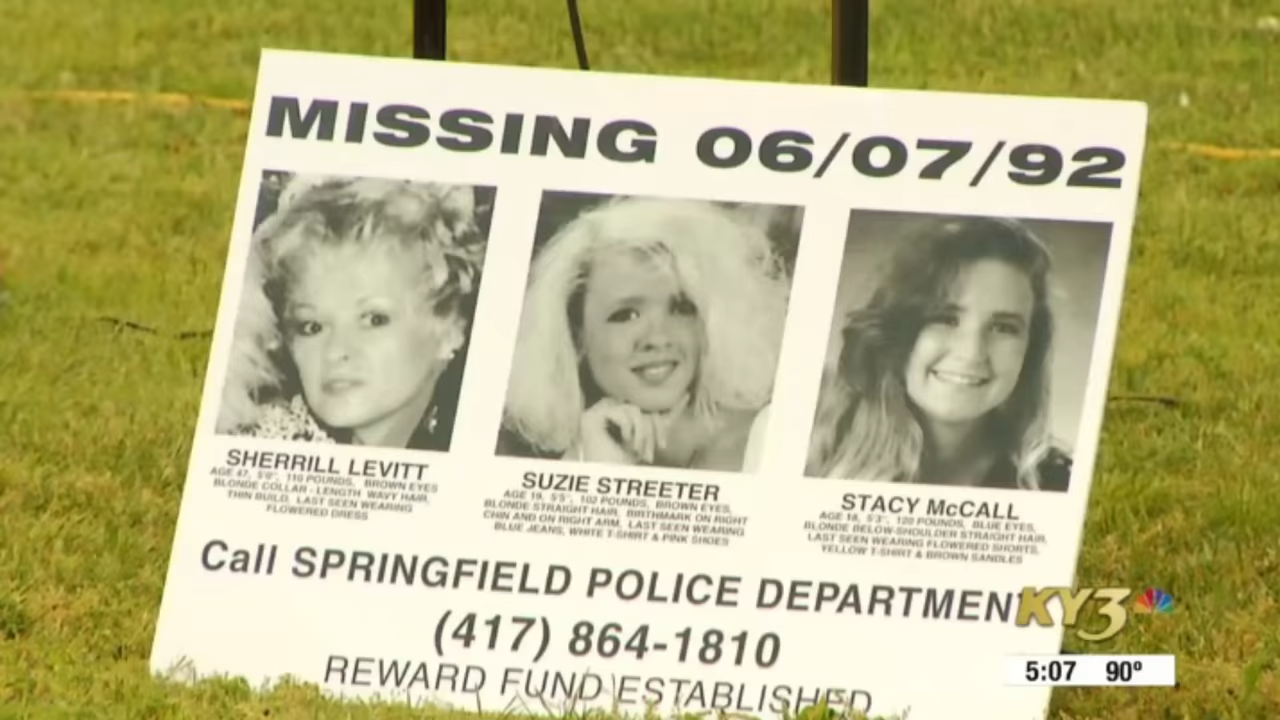 MISSING 06/07/92
SHERRILL LEVITT
AGE 47, 5'0", 110 POUNDS, BROWN EYES
BLONDE COLLAR - LENGTH WAVY HAIR,
THIN BUILD, LAST SEEN WEARING
FLOWERED DRESS
SUZIE STREETER
AGE 19, 5'5", 102 POUNDS, BROWN EYES,
BLONDE STRAIGHT HAIR, BIRTHMARK ON RIGHT
CHIN AND ON RIGHT ARM, LAST SEEN WEARING
BLUE JEANS, WHITE T-SHIRT & PINK SHOES
STACY McCALL
AGE 18, 5'3", 120 POUNDS, BLUE EYES,
BLONDE BELOW-SHOULDER STRAIGHT HAIR,
LAST SEEN WEARING FLOWERED SHORTS,
YELLOW T-SHIRT & BROWN SANDLES
Call SPRINGFIELD POLICE DEPARTMENT
(417) 864-1810
REWARD FUND ESTABLISHED
KY3
5:07 90°